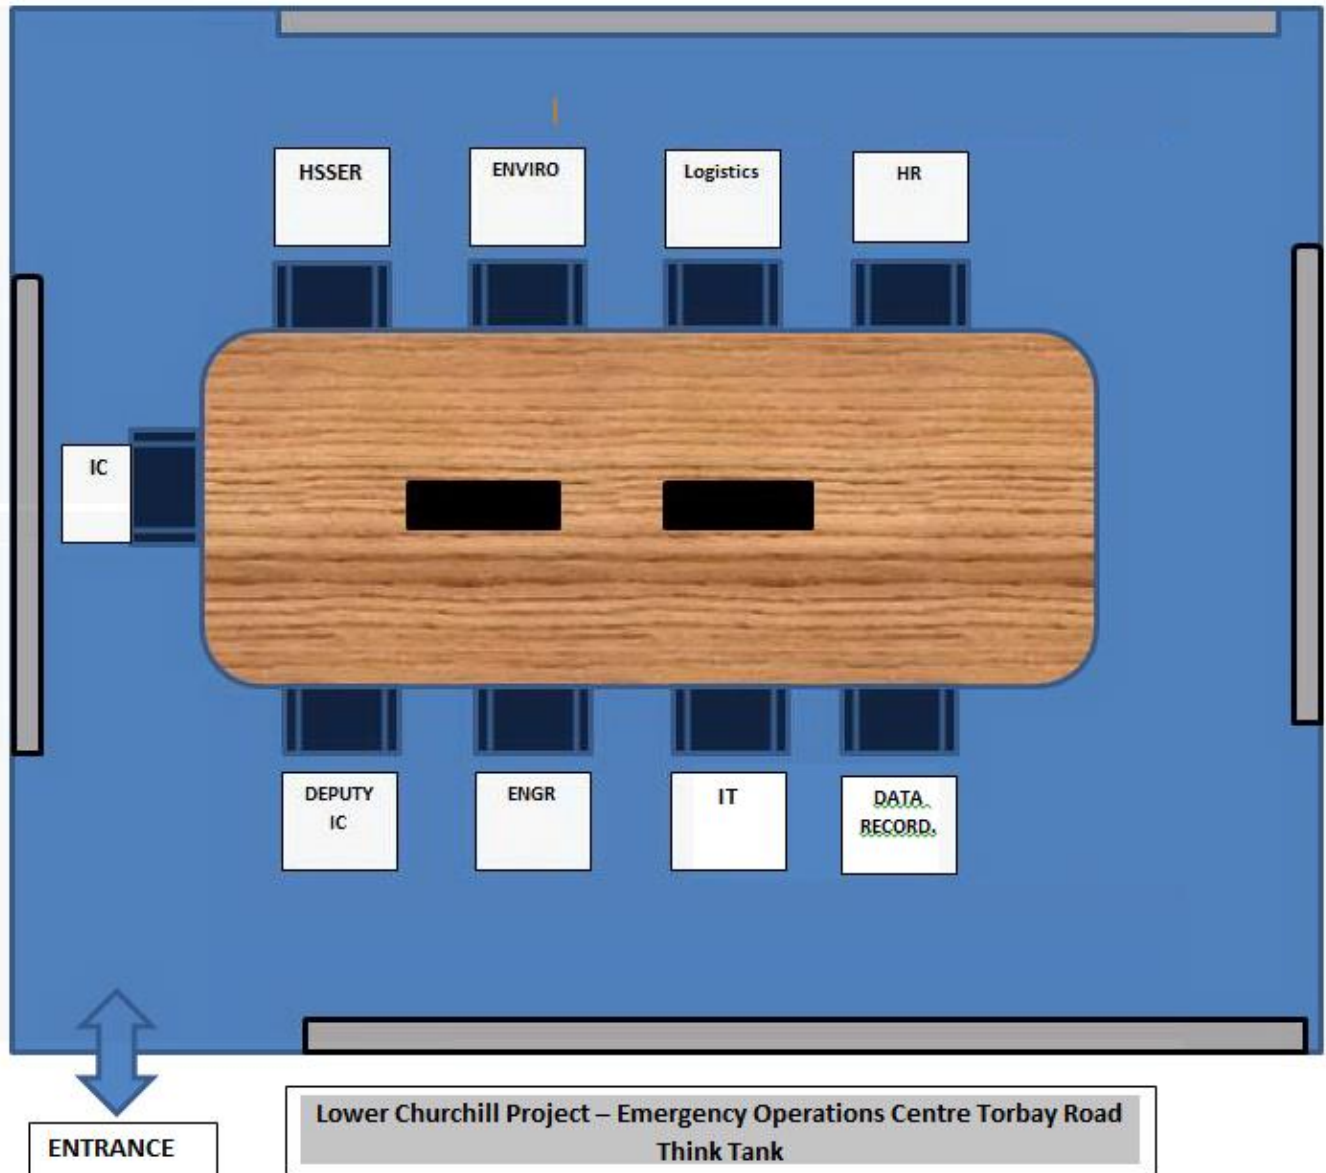 HSSER
ENVIRO
Logistics
HR
IC
DEPUTY
IC
ENGR
IT
DATA
RECORD.
ENTRANCE
Lower Churchill Project – Emergency Operations Centre Torbay Road
Think Tank